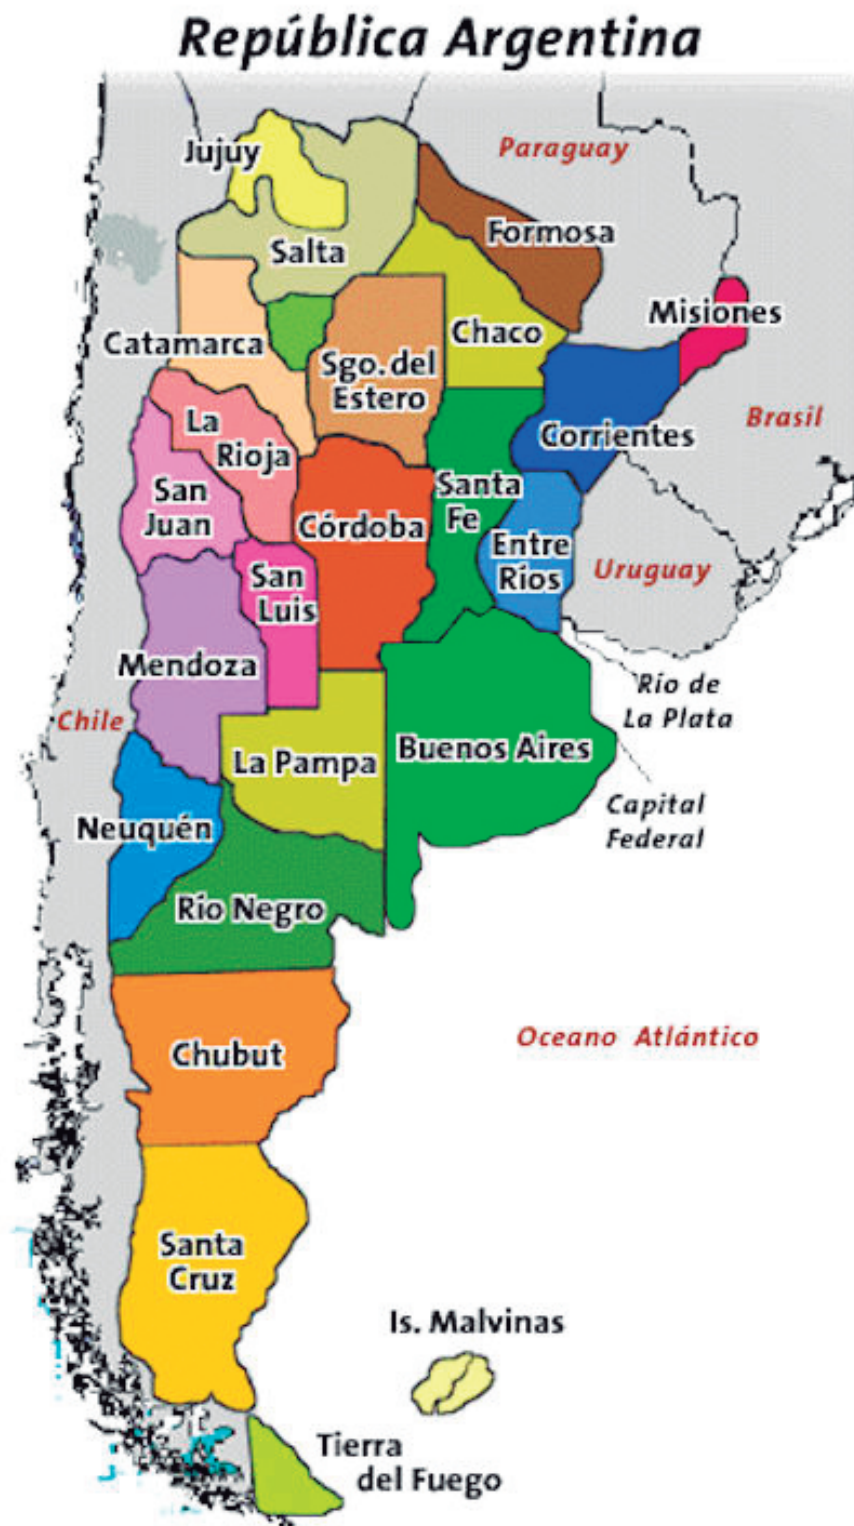 República Argentina
Jujuy
Paraguay
Salta
Formosa
Misiones
Catamarca
Chaco
Sgo. del
Estero
La
Rioja
Corrientes
Brasil
San
Juan
Córdoba
Santa
Fe
Entre
Ríos
Uruguay
San
Luis
Mendoza
Río de
La Plata
Chile
La Pampa
Buenos Aires
Capital
Federal
Neuquén
Río Negro
Oceano Atlántico
Chubut
Santa
Cruz
Is. Malvinas
Tierra
del Fuego